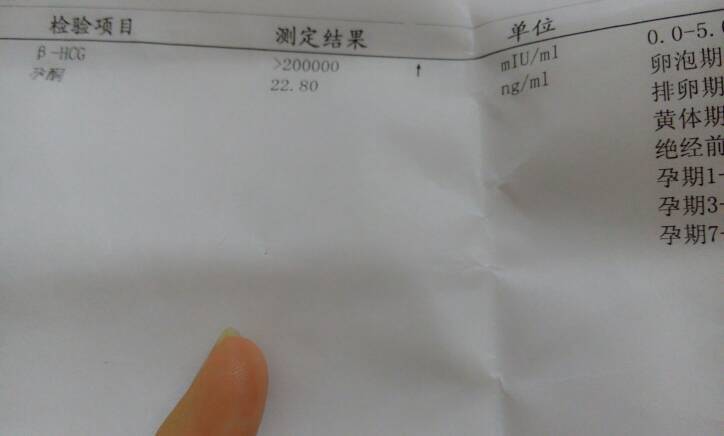 检验项目 测定结果 单位
β-HCG >200000 ↑ mIU/ml 0.0-5.0
孕酮 22.80 ng/ml 卵泡期
排卵期
黄体期
绝经前
孕期1-
孕期3-
孕期7-